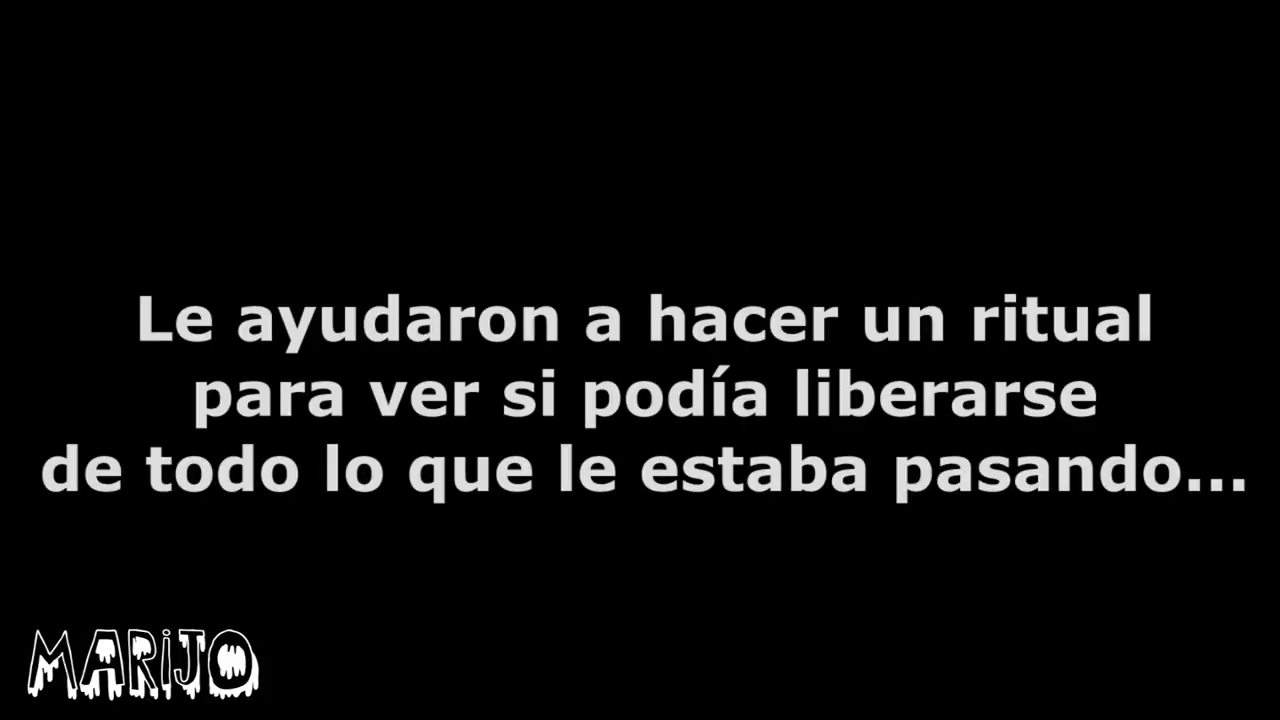 Le ayudaron a hacer un ritual
para ver si podía liberarse
de todo lo que le estaba pasando...
MARiJO